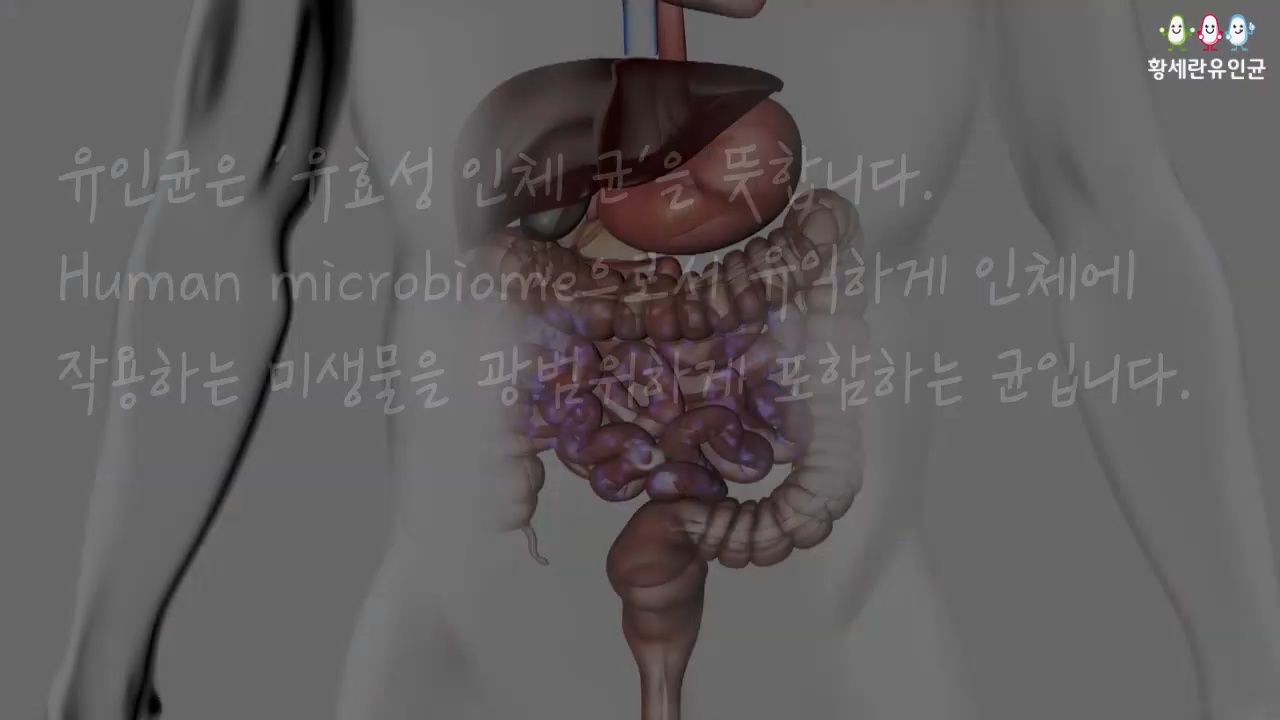 황세란유인균
유인균은 '유효성 인체 균'을 뜻합니다.
Human microbiome으로서 유익하게 인체에
작용하는 미생물을 광범위하게 포함하는 균입니다.